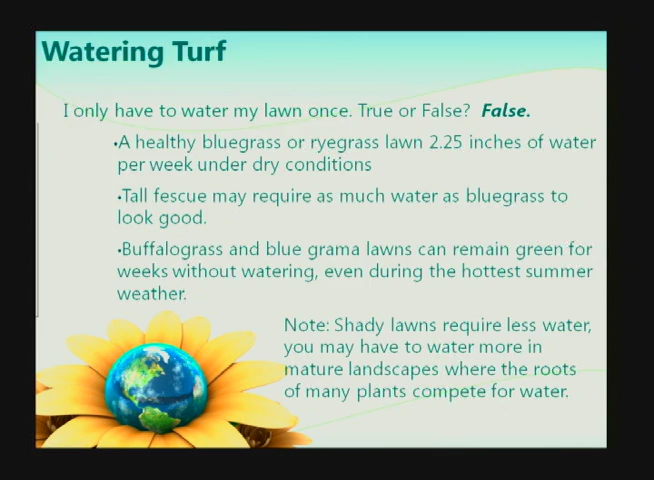 Watering Turf
I only have to water my lawn once. True or False? False.
•A healthy bluegrass or ryegrass lawn 2.25 inches of water
per week under dry conditions
•Tall fescue may require as much water as bluegrass to
look good.
•Buffalograss and blue grama lawns can remain green for
weeks without watering, even during the hottest summer
weather.
Note: Shady lawns require less water,
you may have to water more in
mature landscapes where the roots
of many plants compete for water.